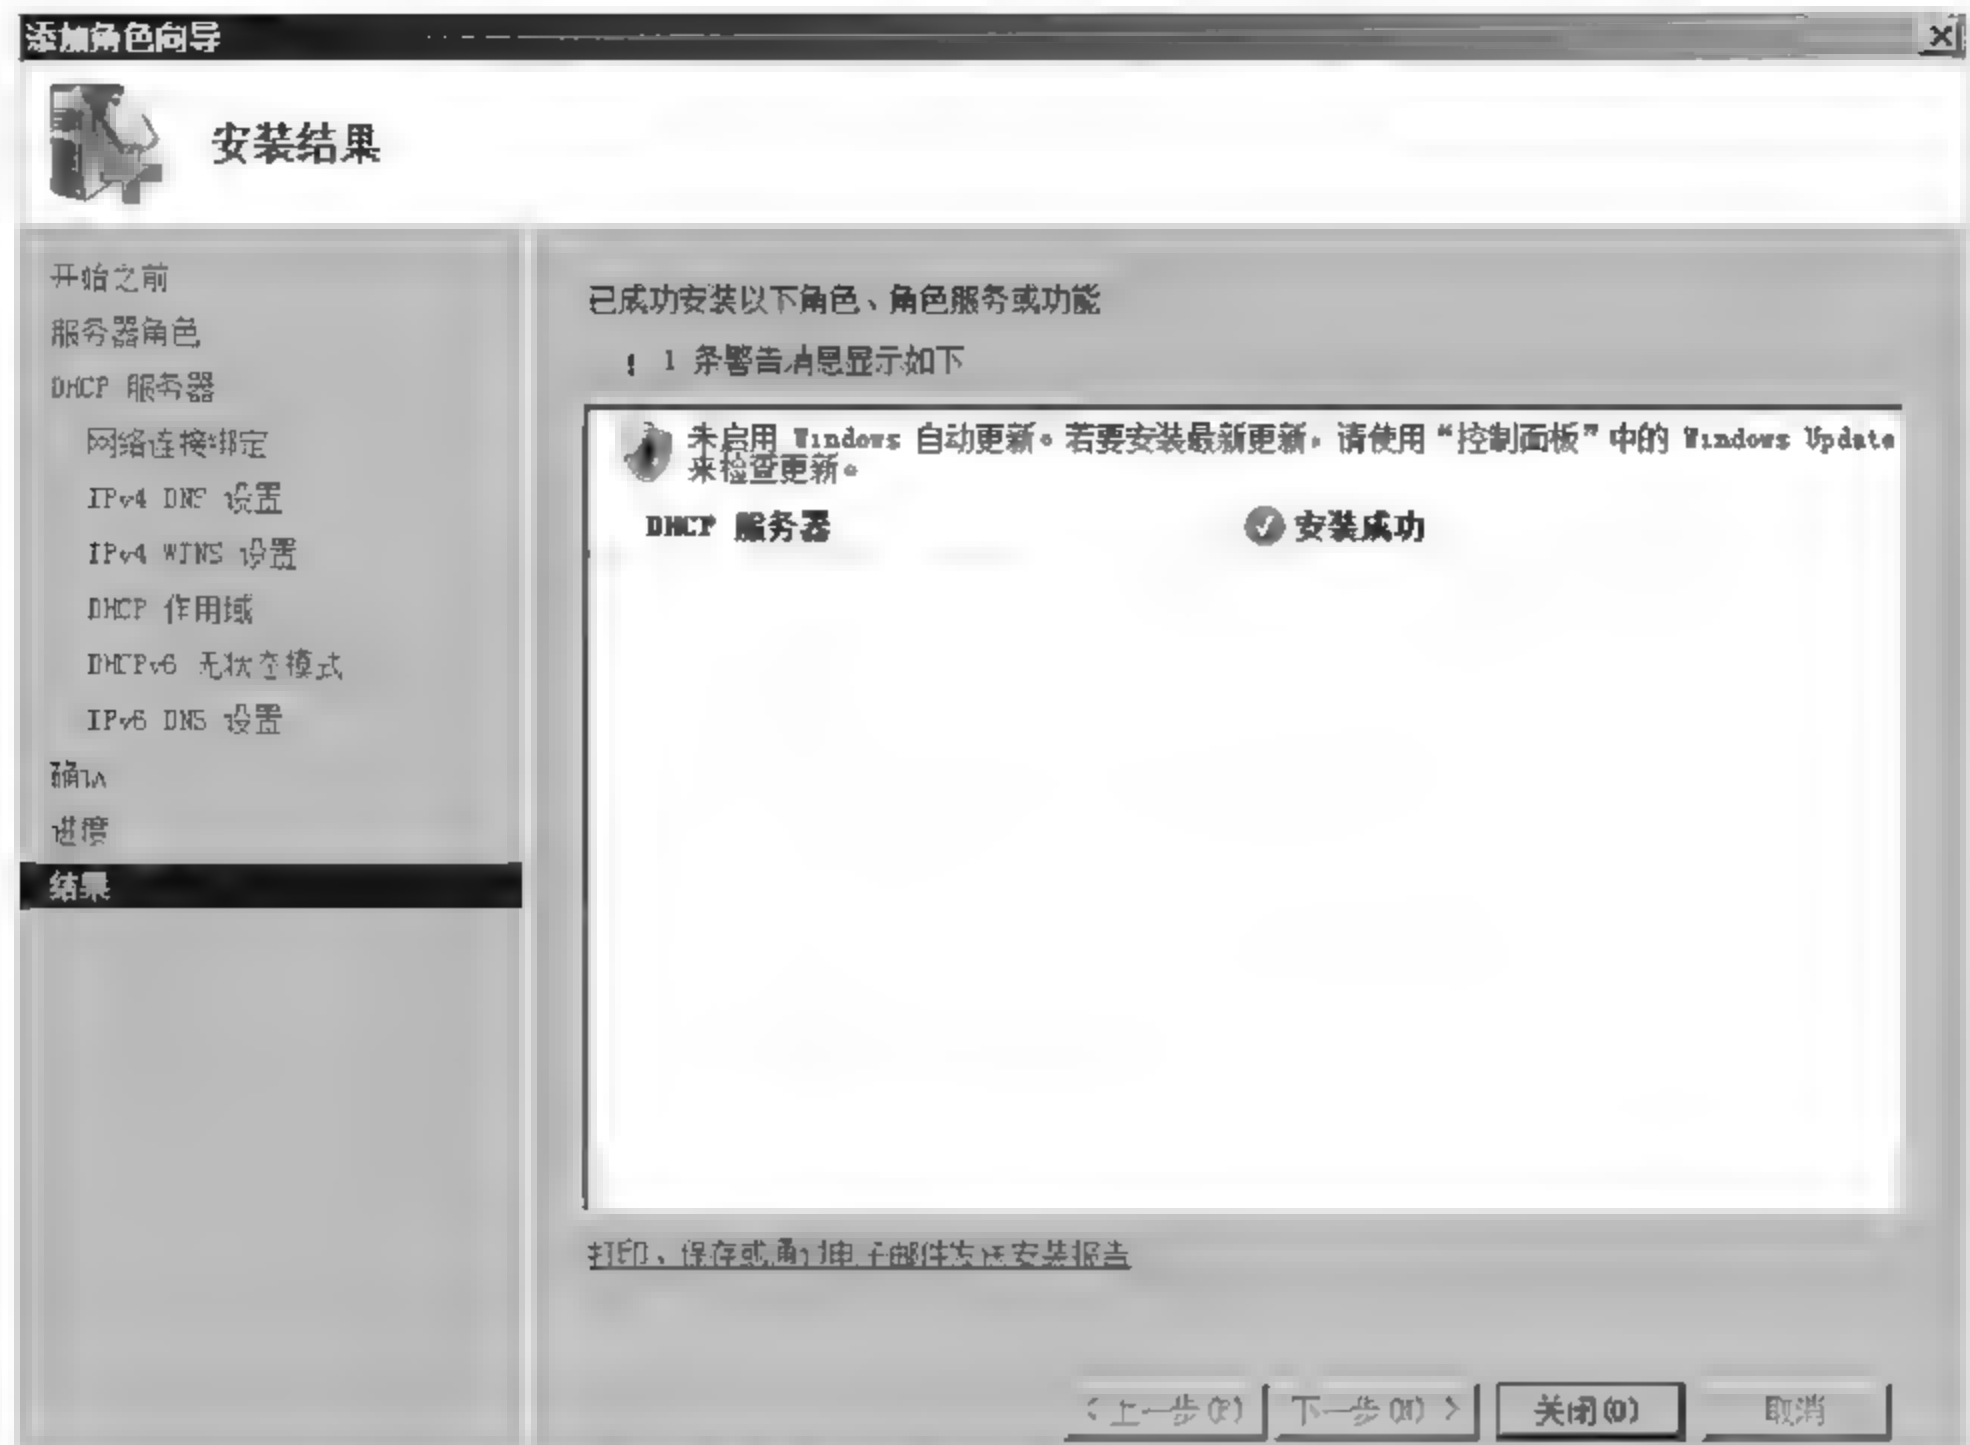 添加角色向导
安装结果
开始之前
服务器角色
DHCP 服务器
网络连接绑定
IPv4 DNS 设置
IPv4 WINS 设置
DHCP 作用域
DHCPv6 无状态模式
IPv6 DNS 设置
确认
进度
结果
已成功安装以下角色、角色服务或功能
1 条警告消息显示如下
未启用 Windows 自动更新。若要安装最新更新，请使用“控制面板”中的 Windows Update
来检查更新。
DHCP 服务器 安装成功
打印、保存或通过电子邮件发送安装报告
< 上一步(P) 下一步(N) > 关闭(O) 取消